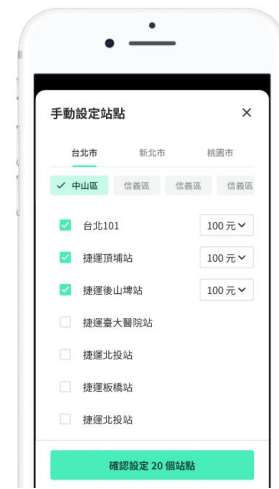 手動設定站點
台北市 新北市 桃園市
中山區 信義區 信義區 信義區
台北101 100 元
捷運頂埔站 100 元
捷運後山埤站 100 元
捷運臺大醫院站
捷運北投站
捷運板橋站
捷運北投站
確認設定 20 個站點